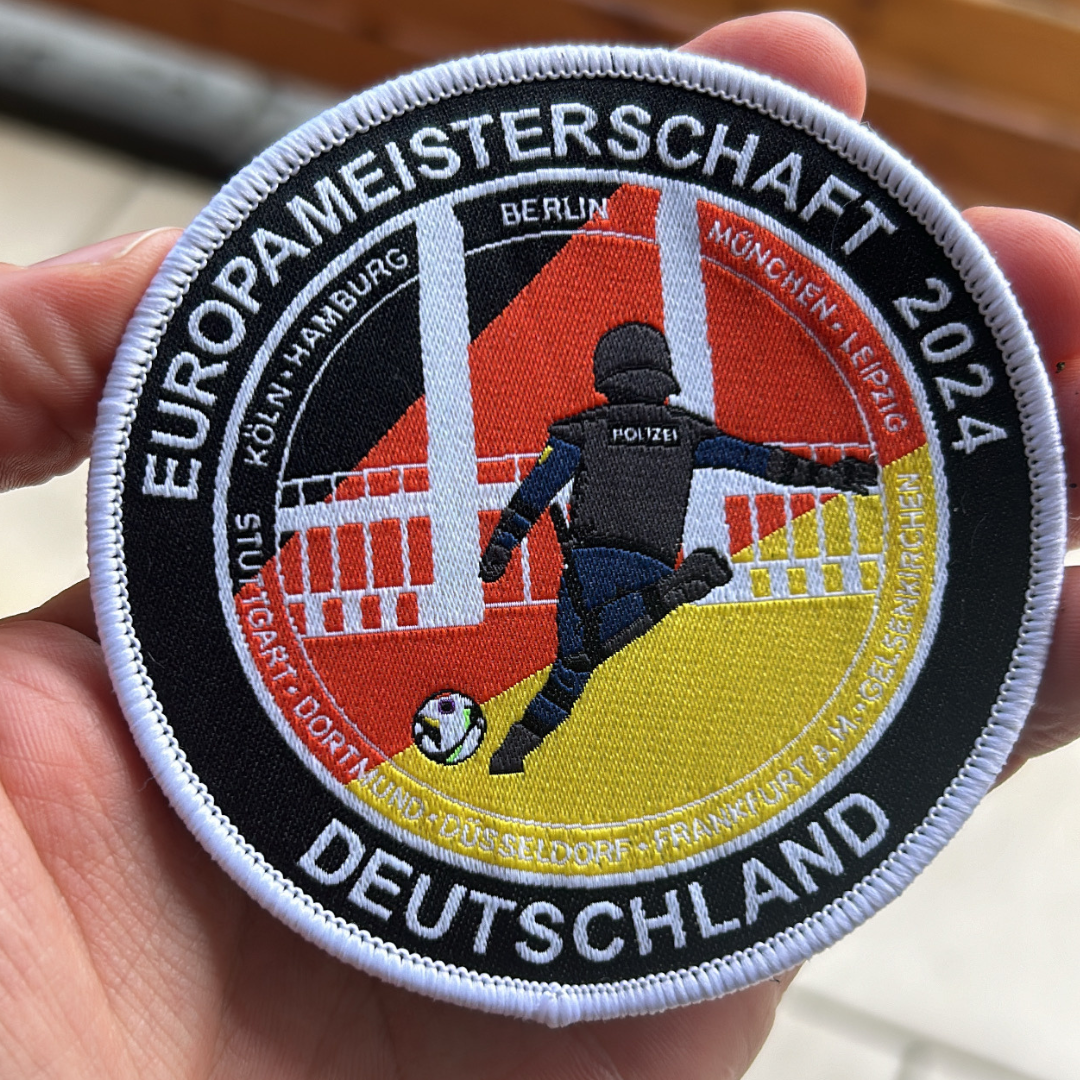 EUROPAMEISTERSCHAFT 2024
BERLIN
MÜNCHEN · LEIPZIG
KÖLN · HAMBURG
POLIZEI
STUTTGART · DORTMUND · DÜSSELDORF · FRANKFURT A. M. · GELSENKIRCHEN
DEUTSCHLAND